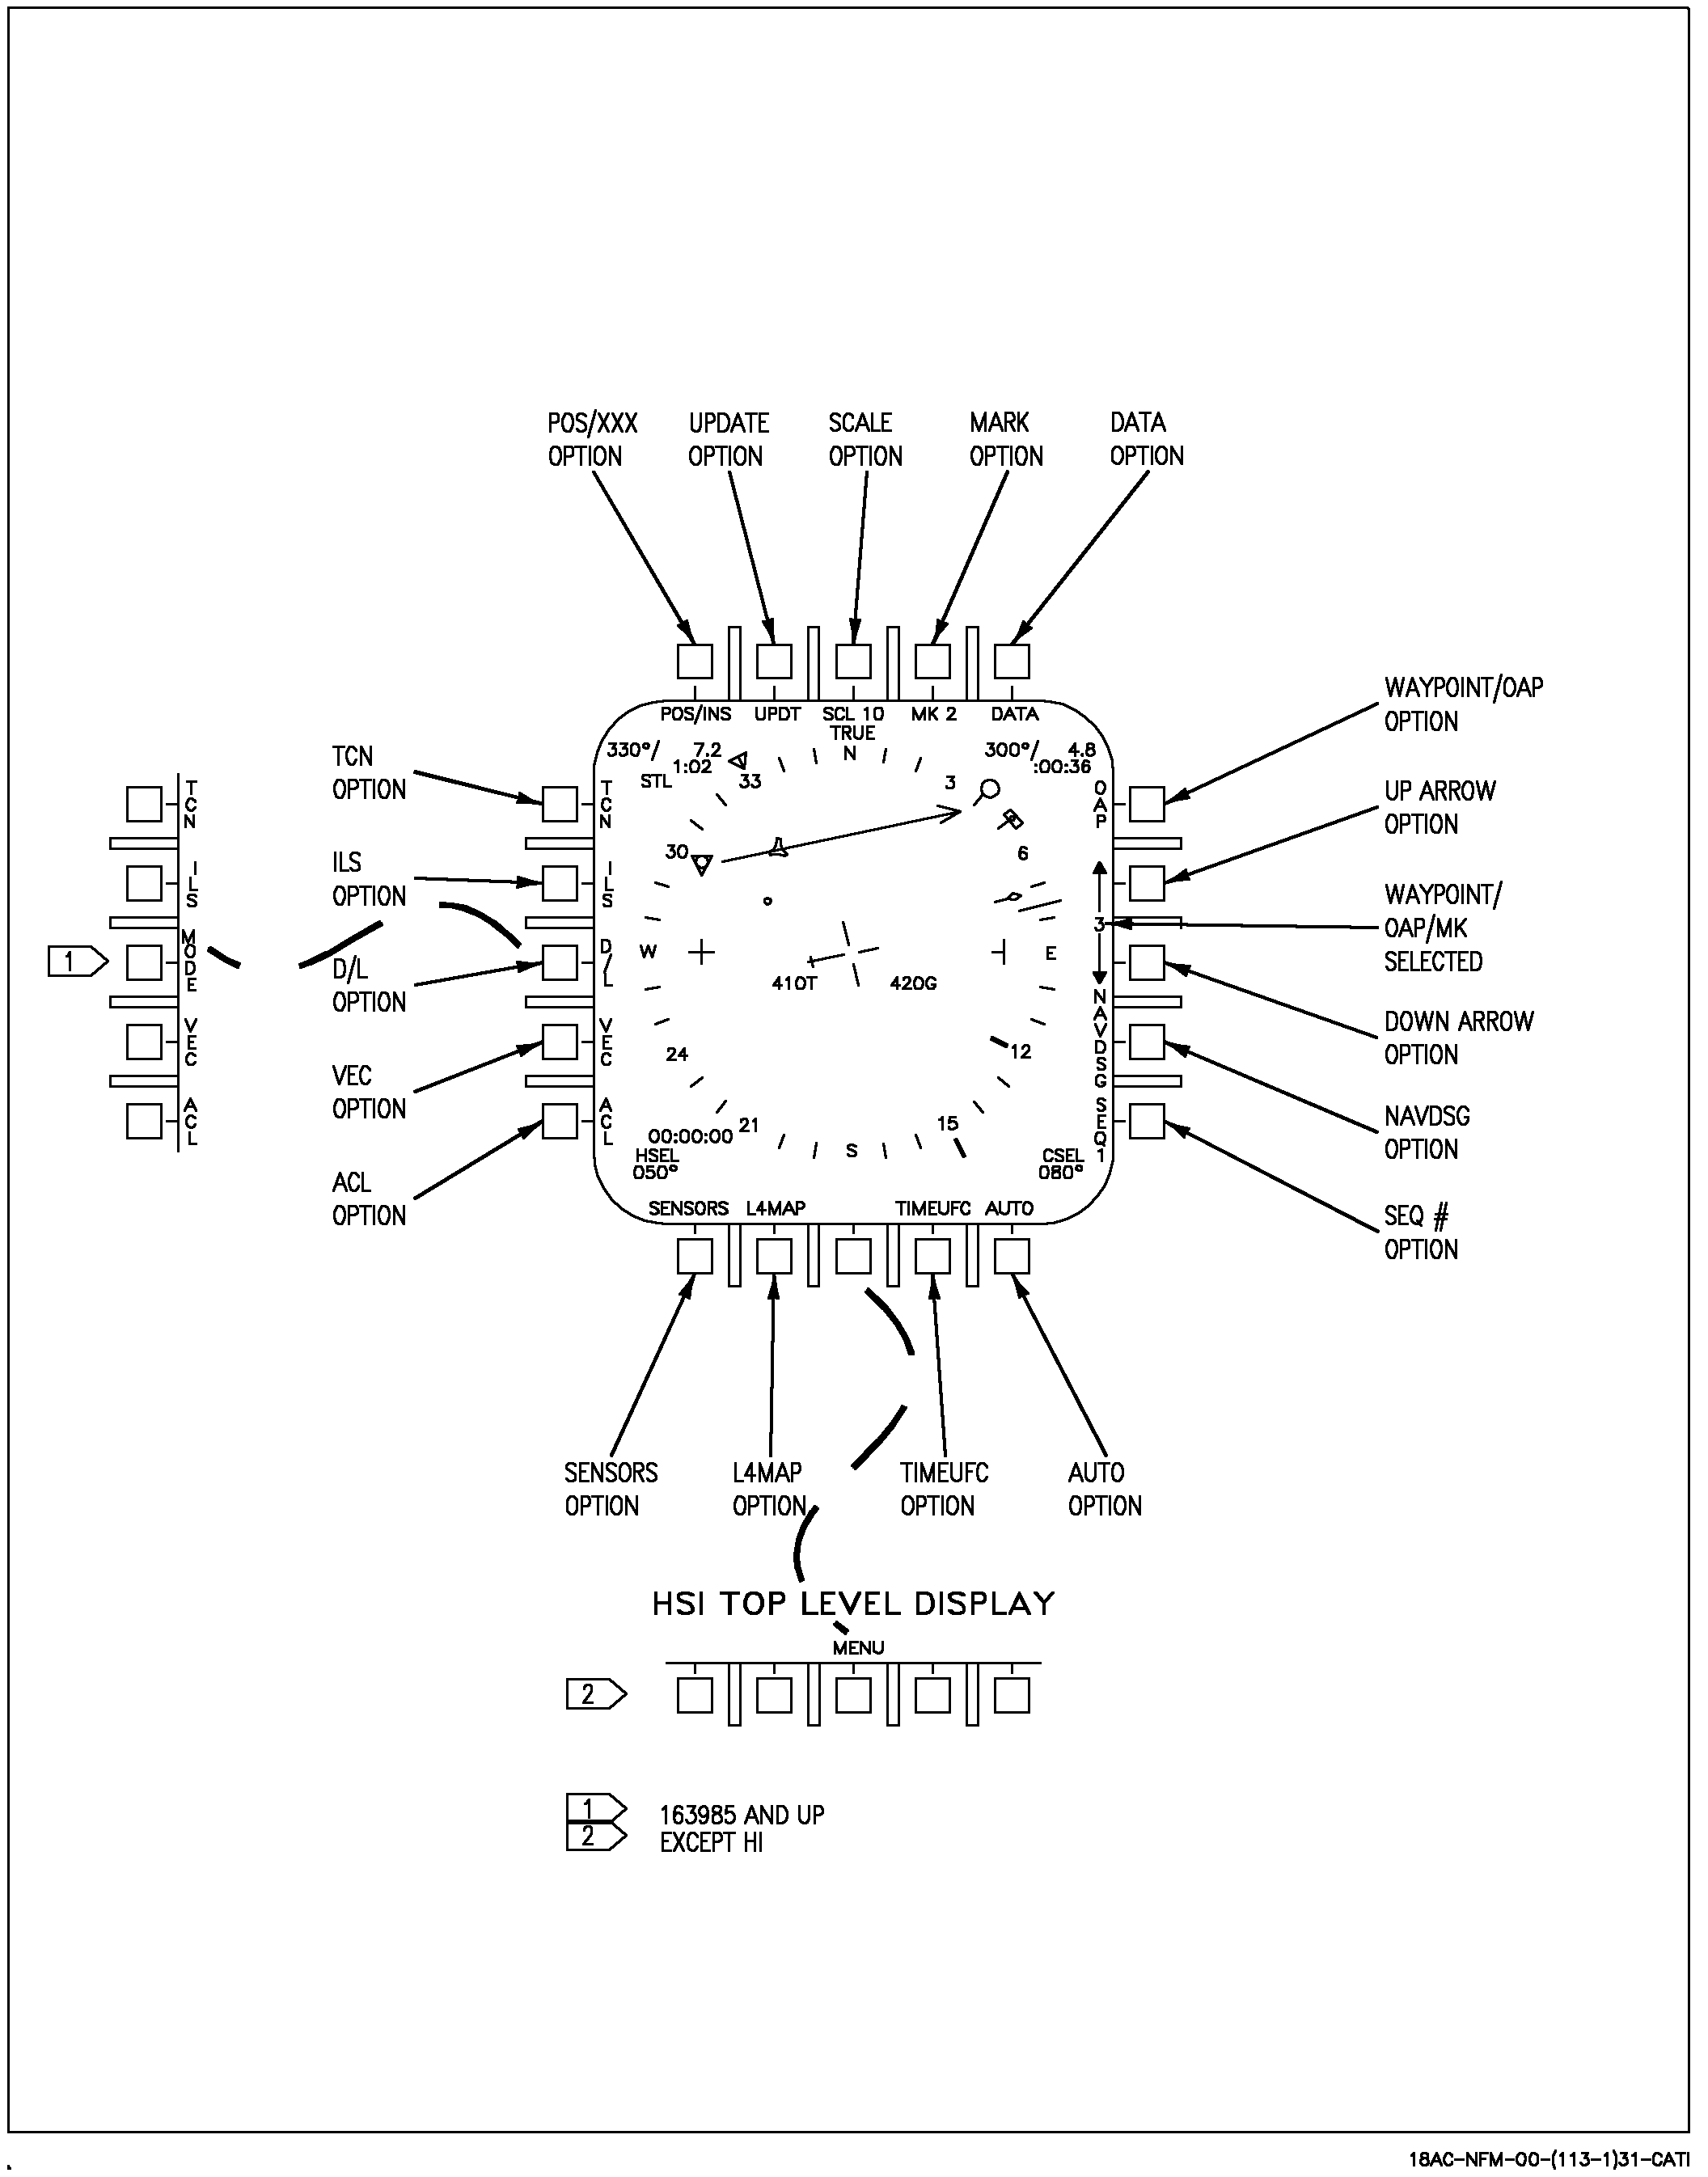 POS/XXX OPTION
UPDATE OPTION
SCALE OPTION
MARK OPTION
DATA OPTION
WAYPOINT/OAP OPTION
UP ARROW OPTION
WAYPOINT/ OAP/MK SELECTED
DOWN ARROW OPTION
NAVDSG OPTION
SEQ # OPTION
TCN OPTION
ILS OPTION
D/L OPTION
VEC OPTION
ACL OPTION
TCN
ILS
MODE
VEC
ACL
1
POS/INS UPDT SCL 10 MK 2 DATA
TRUE
330°/ 7.2
1:02
STL
300°/ 4.8
:00:36
N
3
6
E
12
15
S
21
24
W
30
33
TCN
ILS
D/L
VEC
ACL
OAP
3
NAVDSG
SEQ 1
410T 420G
00:00:00
HSEL
050°
CSEL
080°
SENSORS L4MAP TIMEUFC AUTO
SENSORS OPTION
L4MAP OPTION
TIMEUFC OPTION
AUTO OPTION
HSI TOP LEVEL DISPLAY
MENU
2
1 163985 AND UP
2 EXCEPT HI
18AC-NFM-00-(113-1)31-CATI